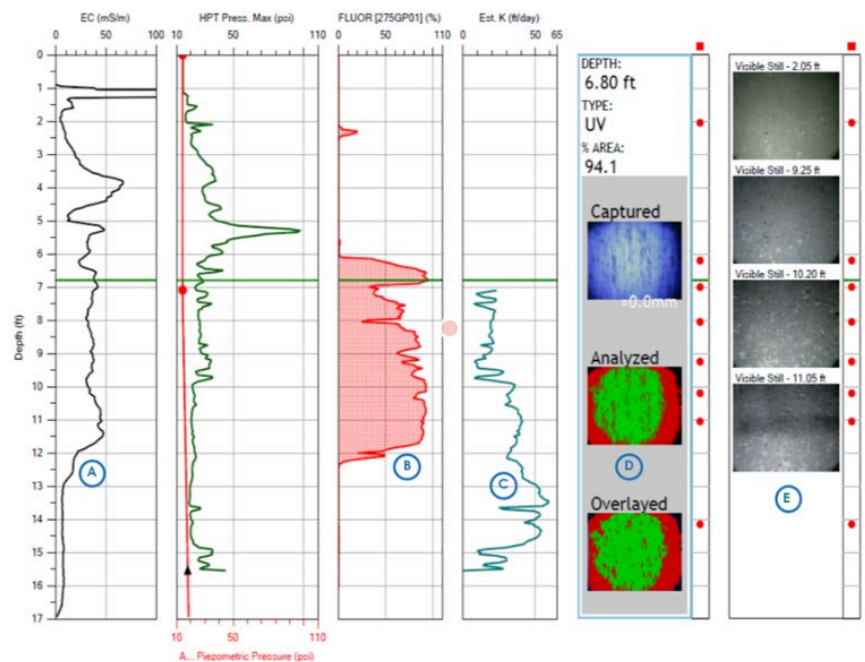 EC (mS/m)
0 50 100
HPT Press. Max (psi)
10 50 110
FLUOR [275GP01] (%)
0 50 110
Est. K (ft/day)
0 50 65
Depth (ft)
0
1
2
3
4
5
6
7
8
9
10
11
12
13
14
15
16
17
A
B
C
DEPTH:
6.80 ft
TYPE:
UV
% AREA:
94.1
Captured
=0.0mm
Analyzed
D
Overlayed
Visible Still - 2.05 ft
Visible Still - 9.25 ft
Visible Still - 10.20 ft
Visible Still - 11.05 ft
E
10 50 110
A... Piezometric Pressure (psi)